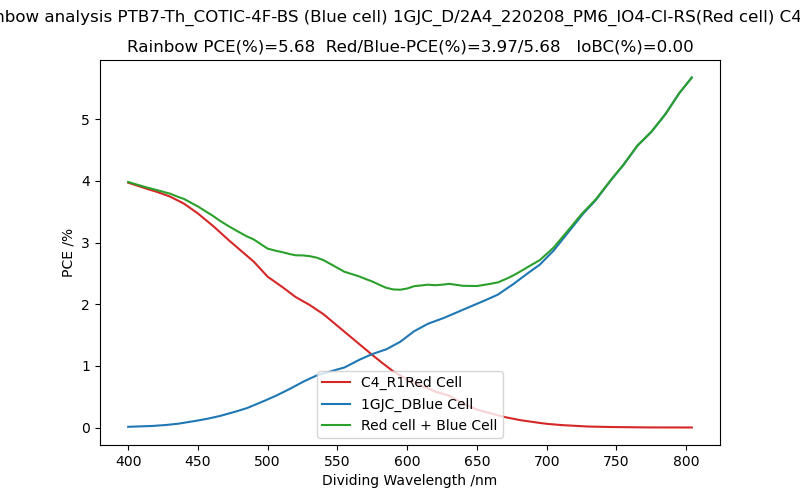 analysis PTB7-Th_COTIC-4F-BS (Blue cell) 1GJC_D/2A4_220208_PM6_IO4-Cl-RS(Red cell)
Rainbow PCE(%)=5.68 Red/Blue-PCE(%)=3.97/5.68 IoBC(%)=0.00
PCE /%
5
4
3
2
1
0
C4_R1Red Cell
1GJC_DBlue Cell
Red cell + Blue Cell
400 450 500 550 600 650 700 750 800
Dividing Wavelength /nm